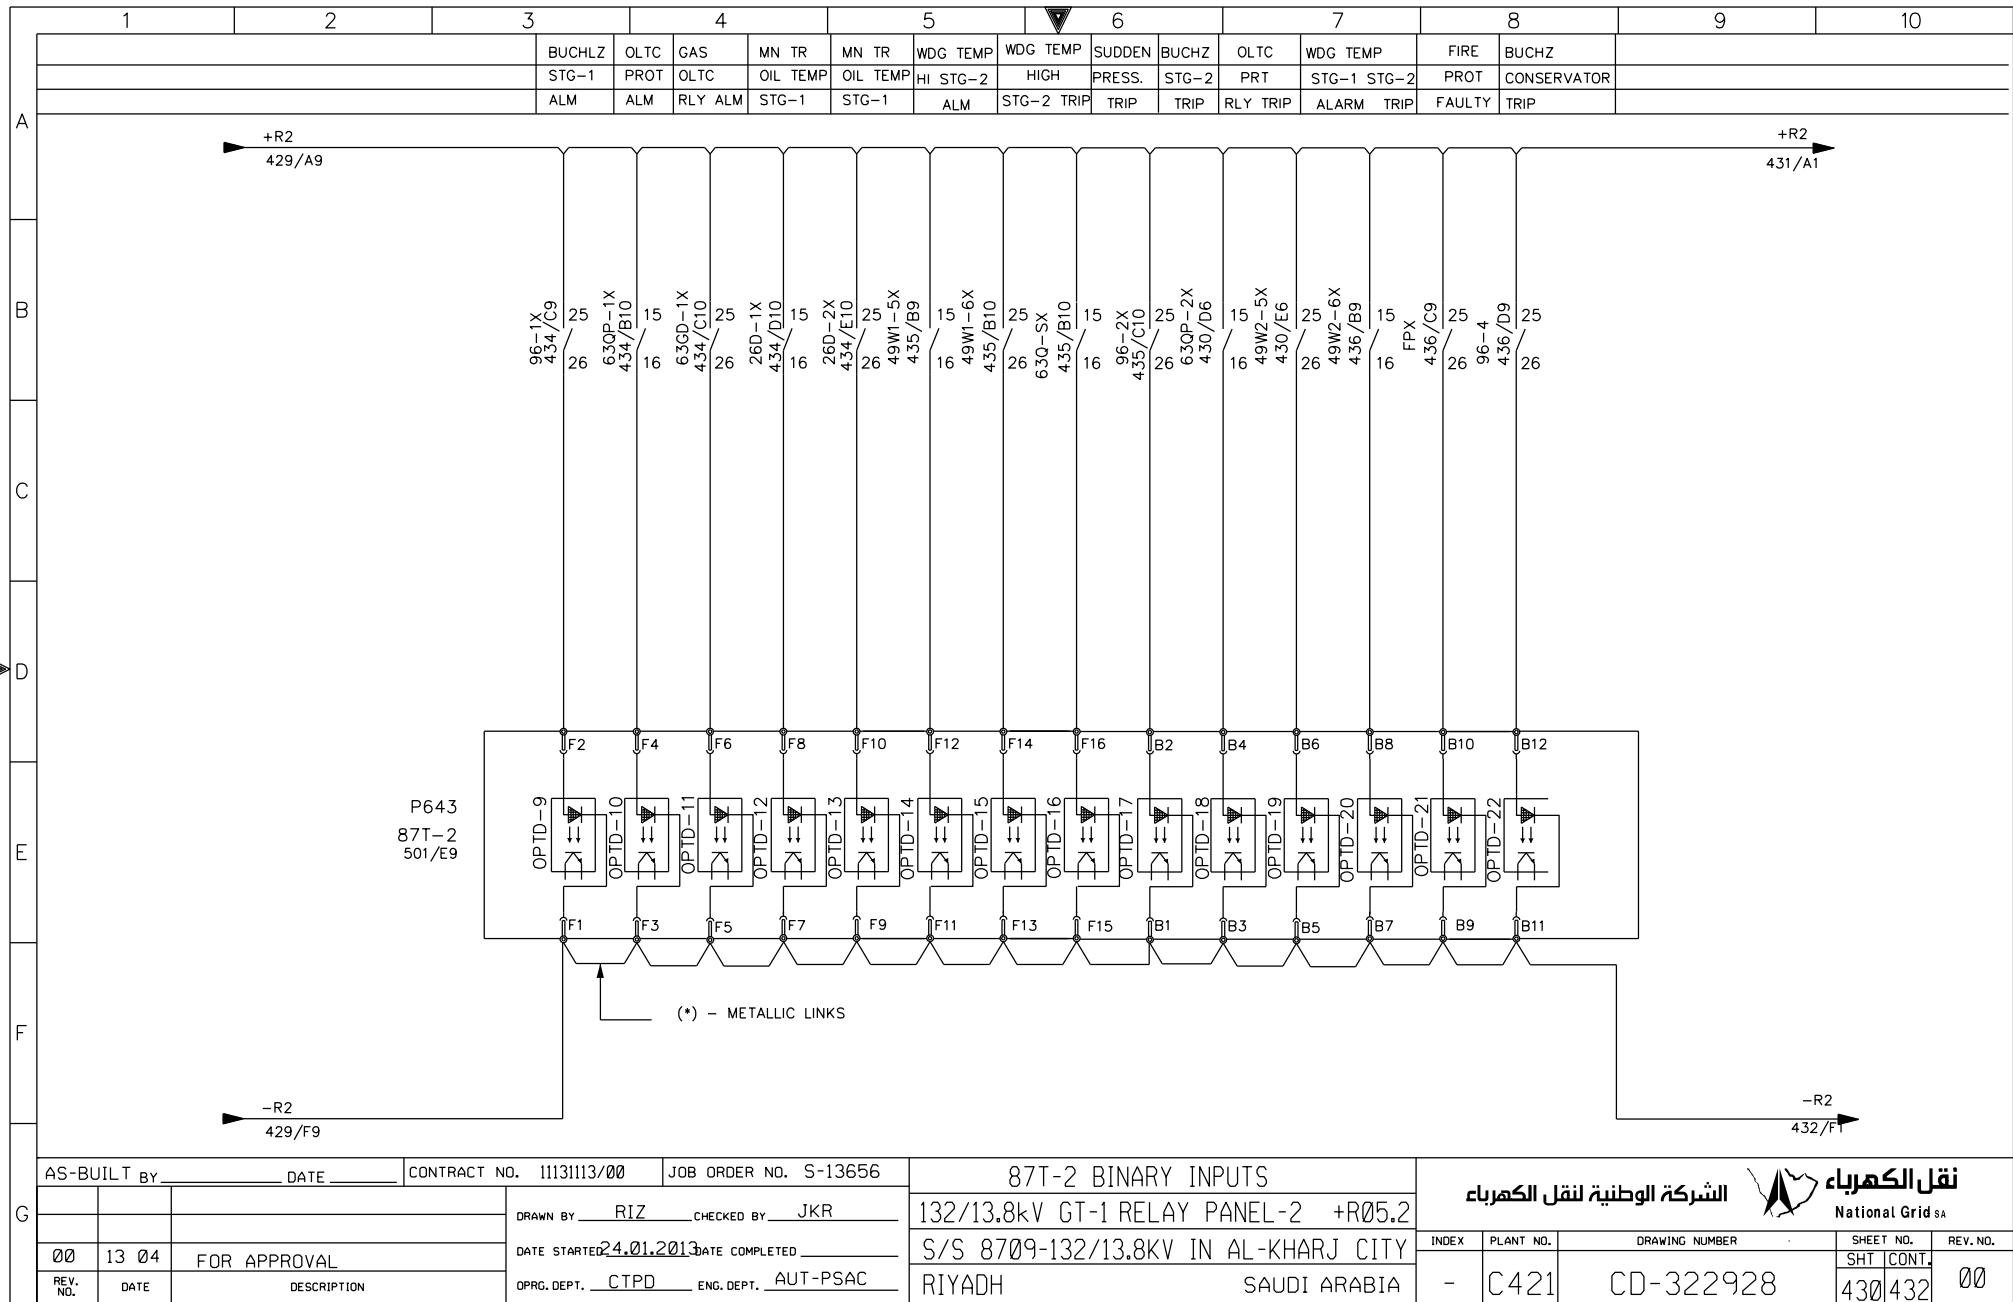 1 2 3 4 5 6 7 8 9 10
BUCHLZ OLTC GAS MN TR MN TR WDG TEMP WDG TEMP SUDDEN BUCHZ OLTC WDG TEMP FIRE BUCHZ
STG-1 PROT OLTC OIL TEMP OIL TEMP HI STG-2 HIGH PRESS. STG-2 PRT STG-1 STG-2 PROT CONSERVATOR
ALM ALM RLY ALM STG-1 STG-1 ALM STG-2 TRIP TRIP TRIP RLY TRIP ALARM TRIP FAULTY TRIP
A
+R2 +R2
429/A9 431/A1
B
96-1X 434/C9 25 26
63QP-1X 434/B10 15 16
63GD-1X 434/C10 25 26
26D-1X 434/D10 15 16
26D-2X 434/E10 25 26
49W1-5X 435/B9 15 16
49W1-6X 435/B10 25 26
63Q-SX 435/B10 15 16
96-2X 435/C10 25 26
63QP-2X 430/D6 15 16
49W2-5X 430/E6 25 26
49W2-6X 436/B9 15 16
FPX 436/C9 25 26
96-4 436/D9 25 26
C
D
F2 F4 F6 F8 F10 F12 F14 F16 B2 B4 B6 B8 B10 B12
P643
87T-2
501/E9
E
OPTD-9 OPTD-10 OPTD-11 OPTD-12 OPTD-13 OPTD-14 OPTD-15 OPTD-16 OPTD-17 OPTD-18 OPTD-19 OPTD-20 OPTD-21 OPTD-22
F1 F3 F5 F7 F9 F11 F13 F15 B1 B3 B5 B7 B9 B11
(*) - METALLIC LINKS
F
-R2 -R2
429/F9 432/F1
G
AS-BUILT BY DATE CONTRACT NO. 11131113/00 JOB ORDER NO. S-13656
DRAWN BY RIZ CHECKED BY JKR
DATE STARTED 24.01.2013 DATE COMPLETED
OPRG. DEPT. CTPD ENG. DEPT. AUT-PSAC
00 13 04 FOR APPROVAL
REV. NO. DATE DESCRIPTION
87T-2 BINARY INPUTS
132/13.8kV GT-1 RELAY PANEL-2 +R05.2
S/S 8709-132/13.8KV IN AL-KHARJ CITY
RIYADH SAUDI ARABIA
الشركة الوطنية لنقل الكهرباء
نقل الكهرباء
National Grid SA
INDEX PLANT NO. DRAWING NUMBER SHEET NO. REV. NO.
SHT CONT.
- C421 CD-322928 430 432 00